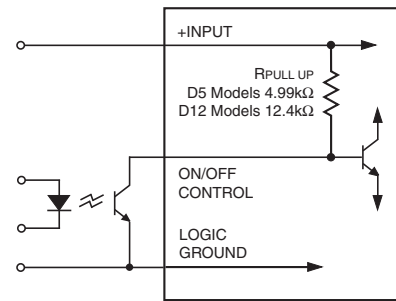 +INPUT
RPULL UP
D5 Models 4.99kΩ
D12 Models 12.4kΩ
ON/OFF
CONTROL
LOGIC
GROUND